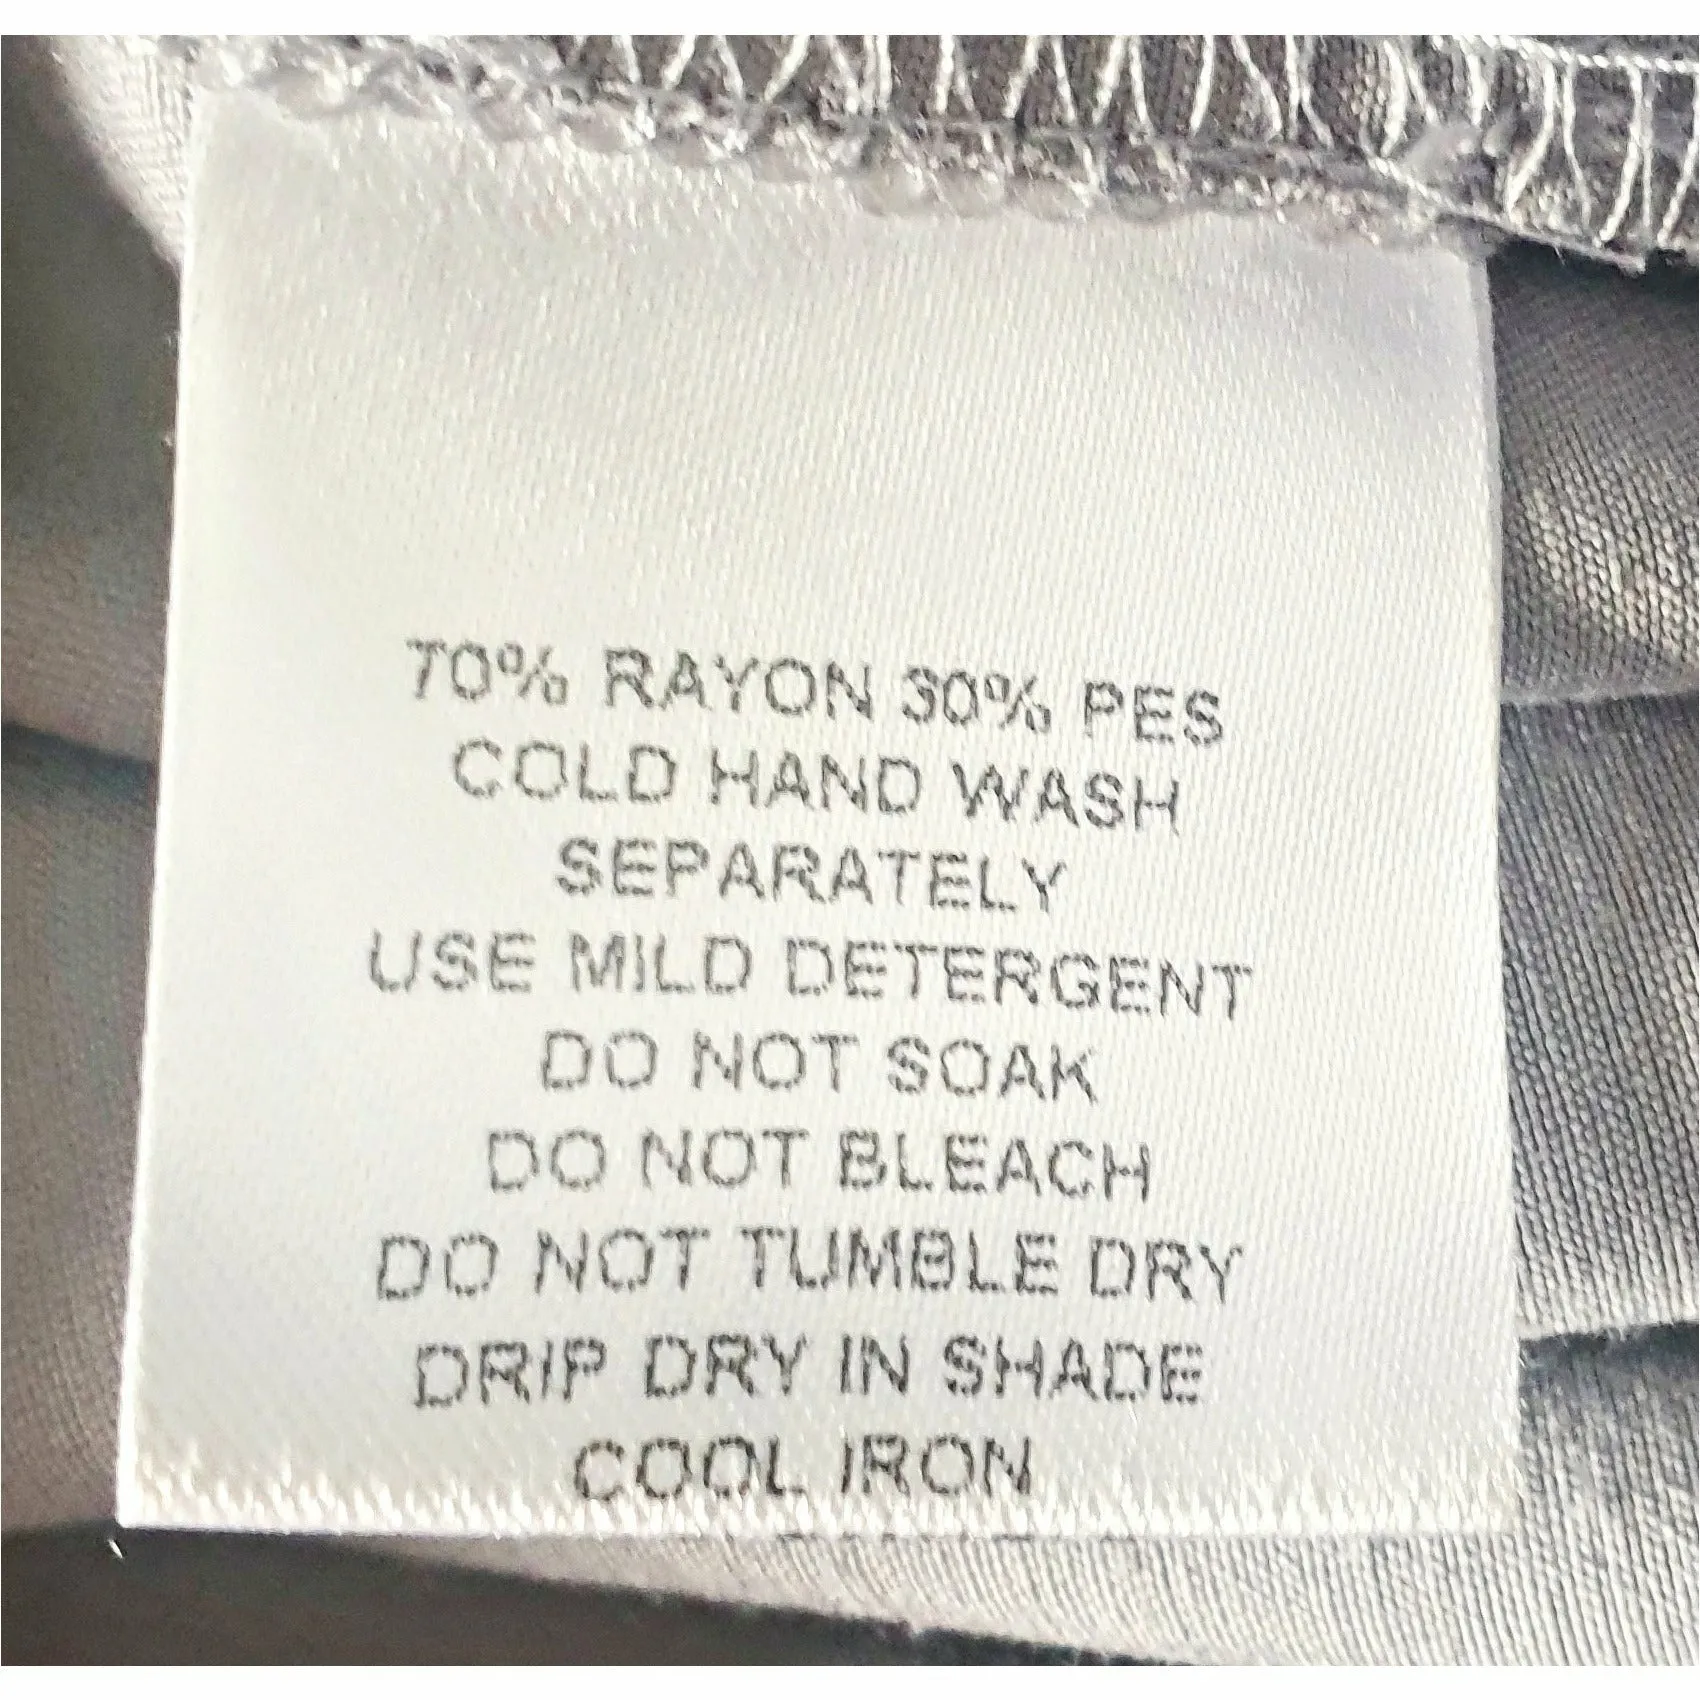 70% RAYON 30% PES
COLD HAND WASH
SEPARATELY
USE MILD DETERGENT
DO NOT SOAK
DO NOT BLEACH
DO NOT TUMBLE DRY
DRIP DRY IN SHADE
COOL IRON